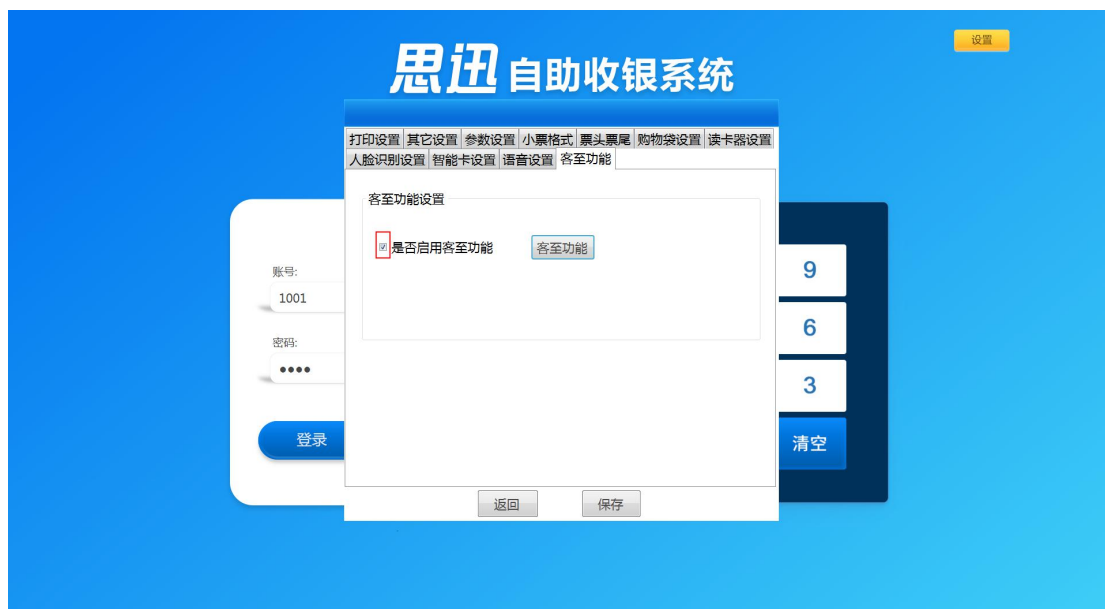 设置
思迅 自助收银系统
打印设置 其它设置 参数设置 小票格式 票头票尾 购物袋设置 读卡器设置
人脸识别设置 智能卡设置 语音设置 客至功能
客至功能设置
是否启用客至功能 客至功能
账号:
1001
密码:
••••
登录
9
6
3
清空
返回 保存